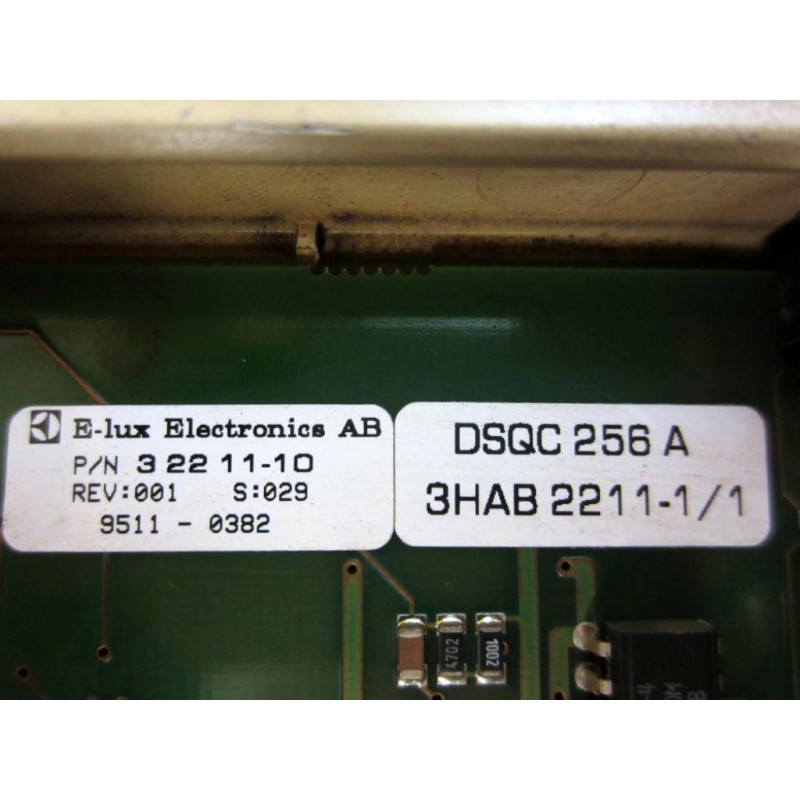 E-lux Electronics AB
P/N 3 22 11-10
REV:001 S:029
9511 - 0382
DSQC 256 A
3HAB 2211-1/1
4702
1002